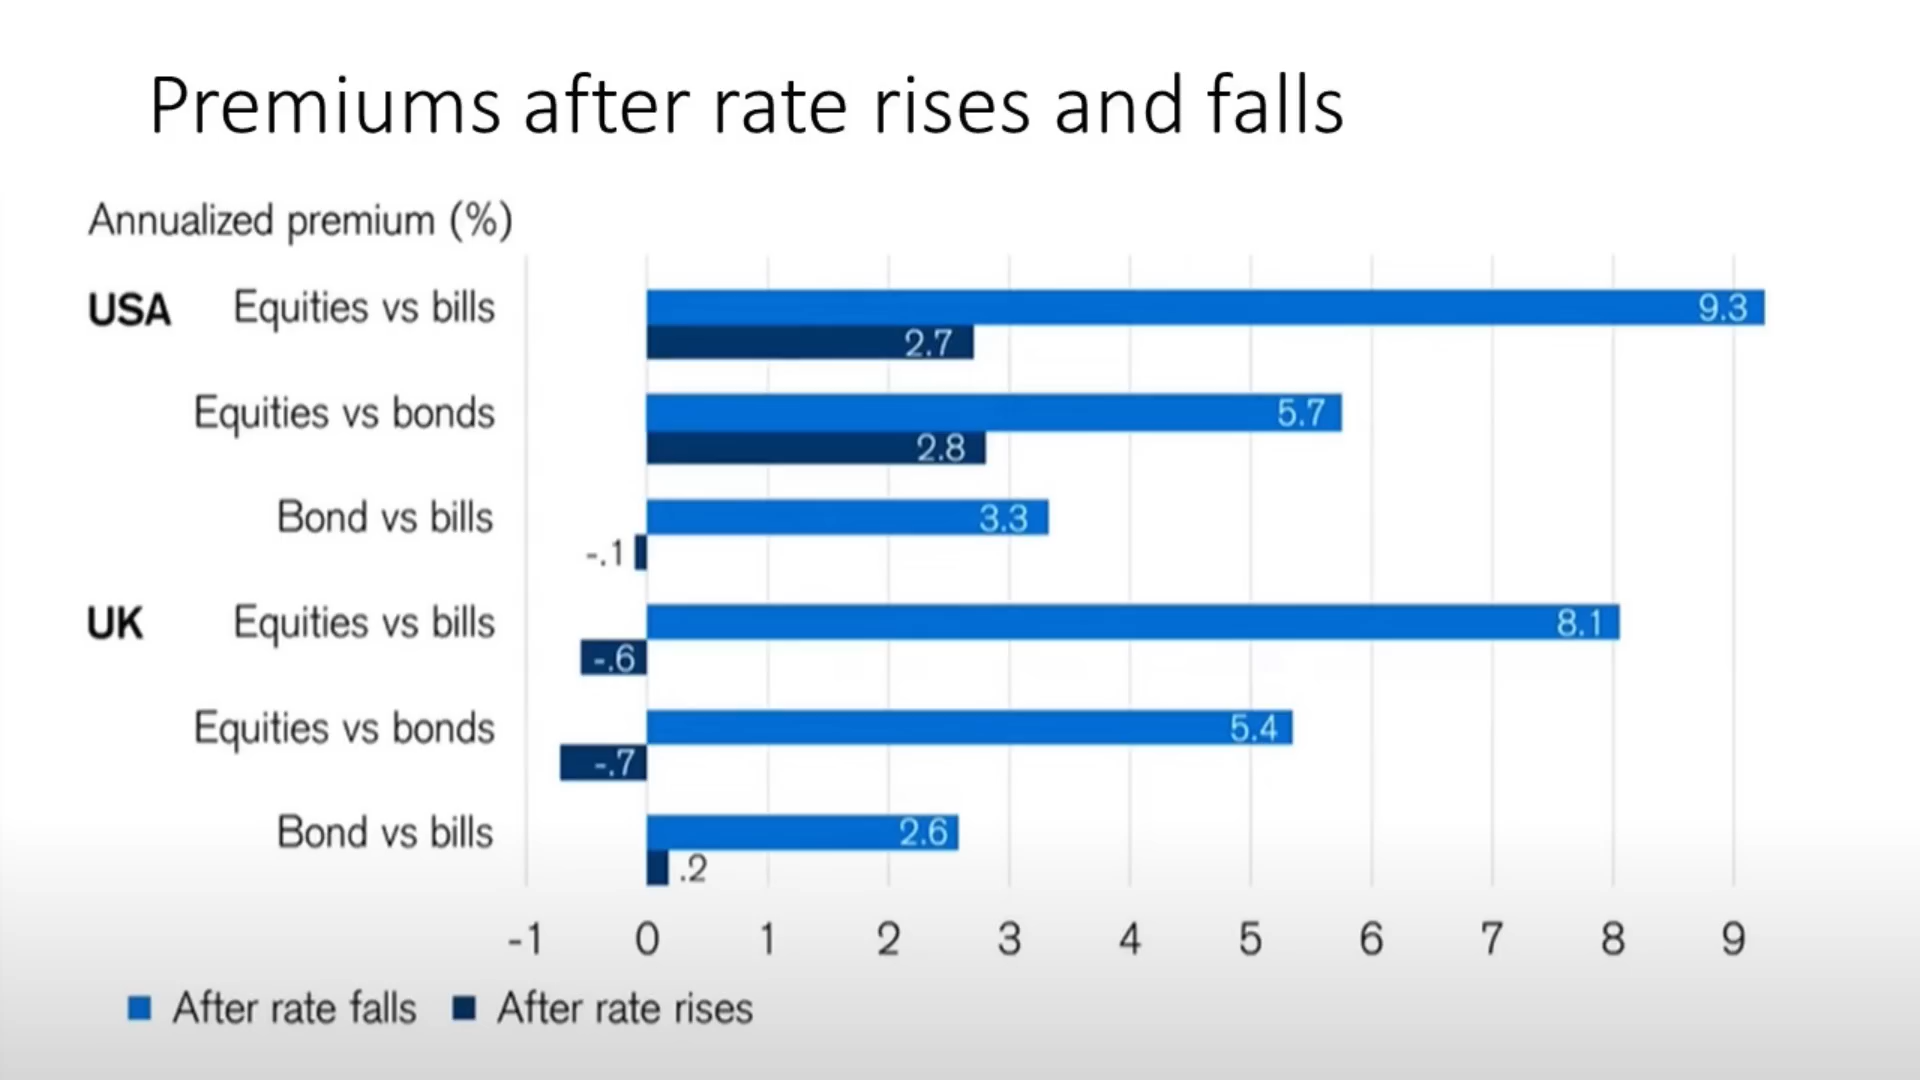 Premiums after rate rises and falls
Annualized premium (%)
USA Equities vs bills 9.3
2.7
Equities vs bonds 5.7
2.8
Bond vs bills 3.3
-.1
UK Equities vs bills 8.1
-.6
Equities vs bonds 5.4
-.7
Bond vs bills 2.6
.2
-1 0 1 2 3 4 5 6 7 8 9
After rate falls After rate rises